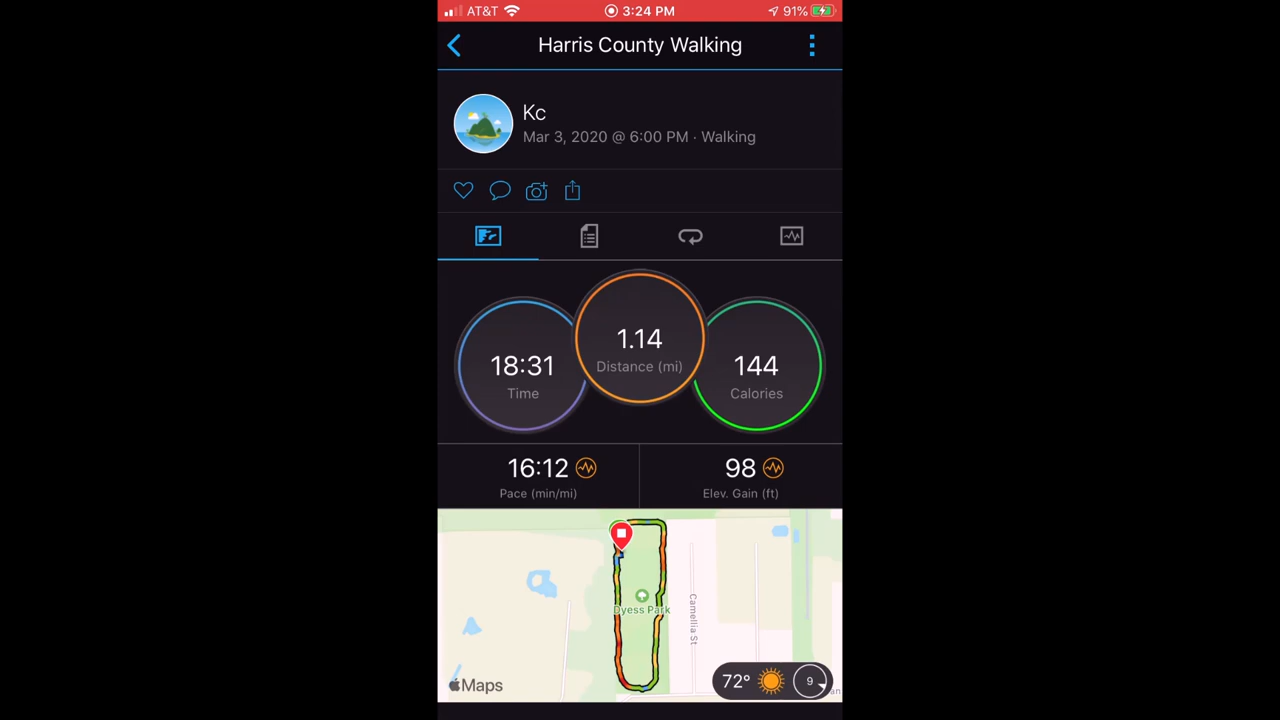 AT&T 3:24 PM 91%
Harris County Walking
Kc
Mar 3, 2020 @ 6:00 PM · Walking
1.14
Distance (mi)
18:31
Time
144
Calories
16:12
Pace (min/mi)
98
Elev. Gain (ft)
Dyess Park
Camellia St
72° 9
Maps